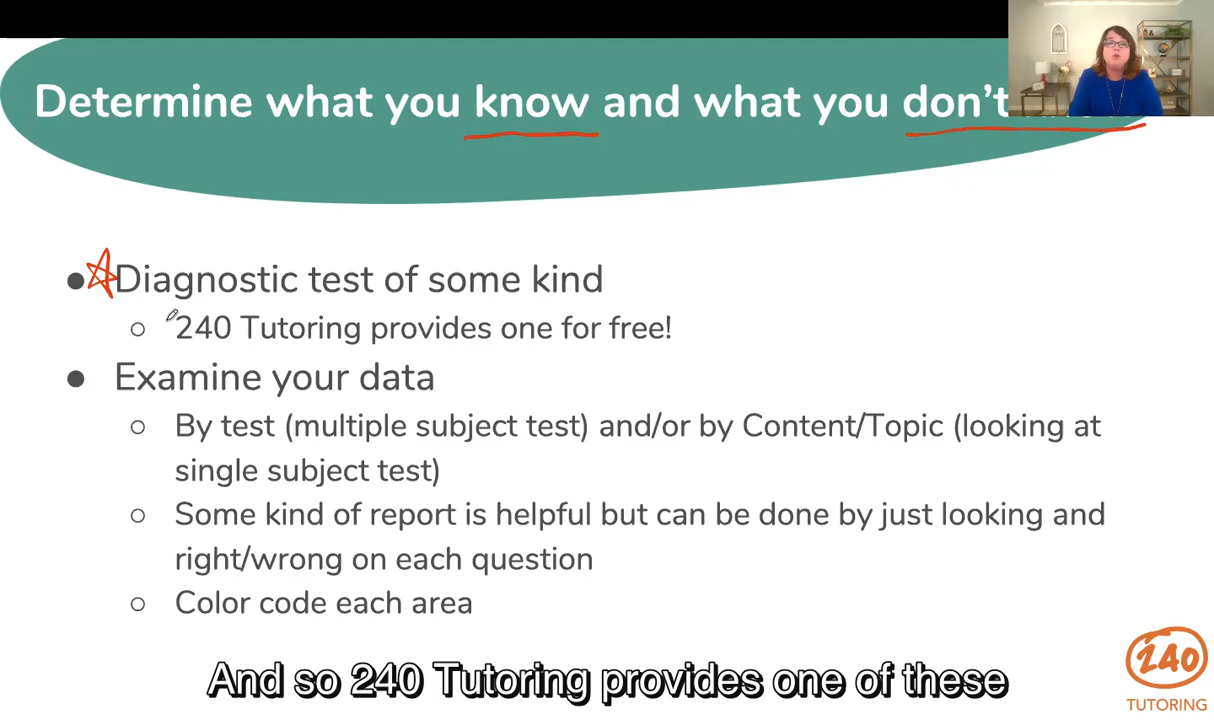 Determine what you know and what you don't
● Diagnostic test of some kind
○ 240 Tutoring provides one for free!
● Examine your data
○ By test (multiple subject test) and/or by Content/Topic (looking at
single subject test)
○ Some kind of report is helpful but can be done by just looking and
right/wrong on each question
○ Color code each area
And so 240 Tutoring provides one of these
240
TUTORING